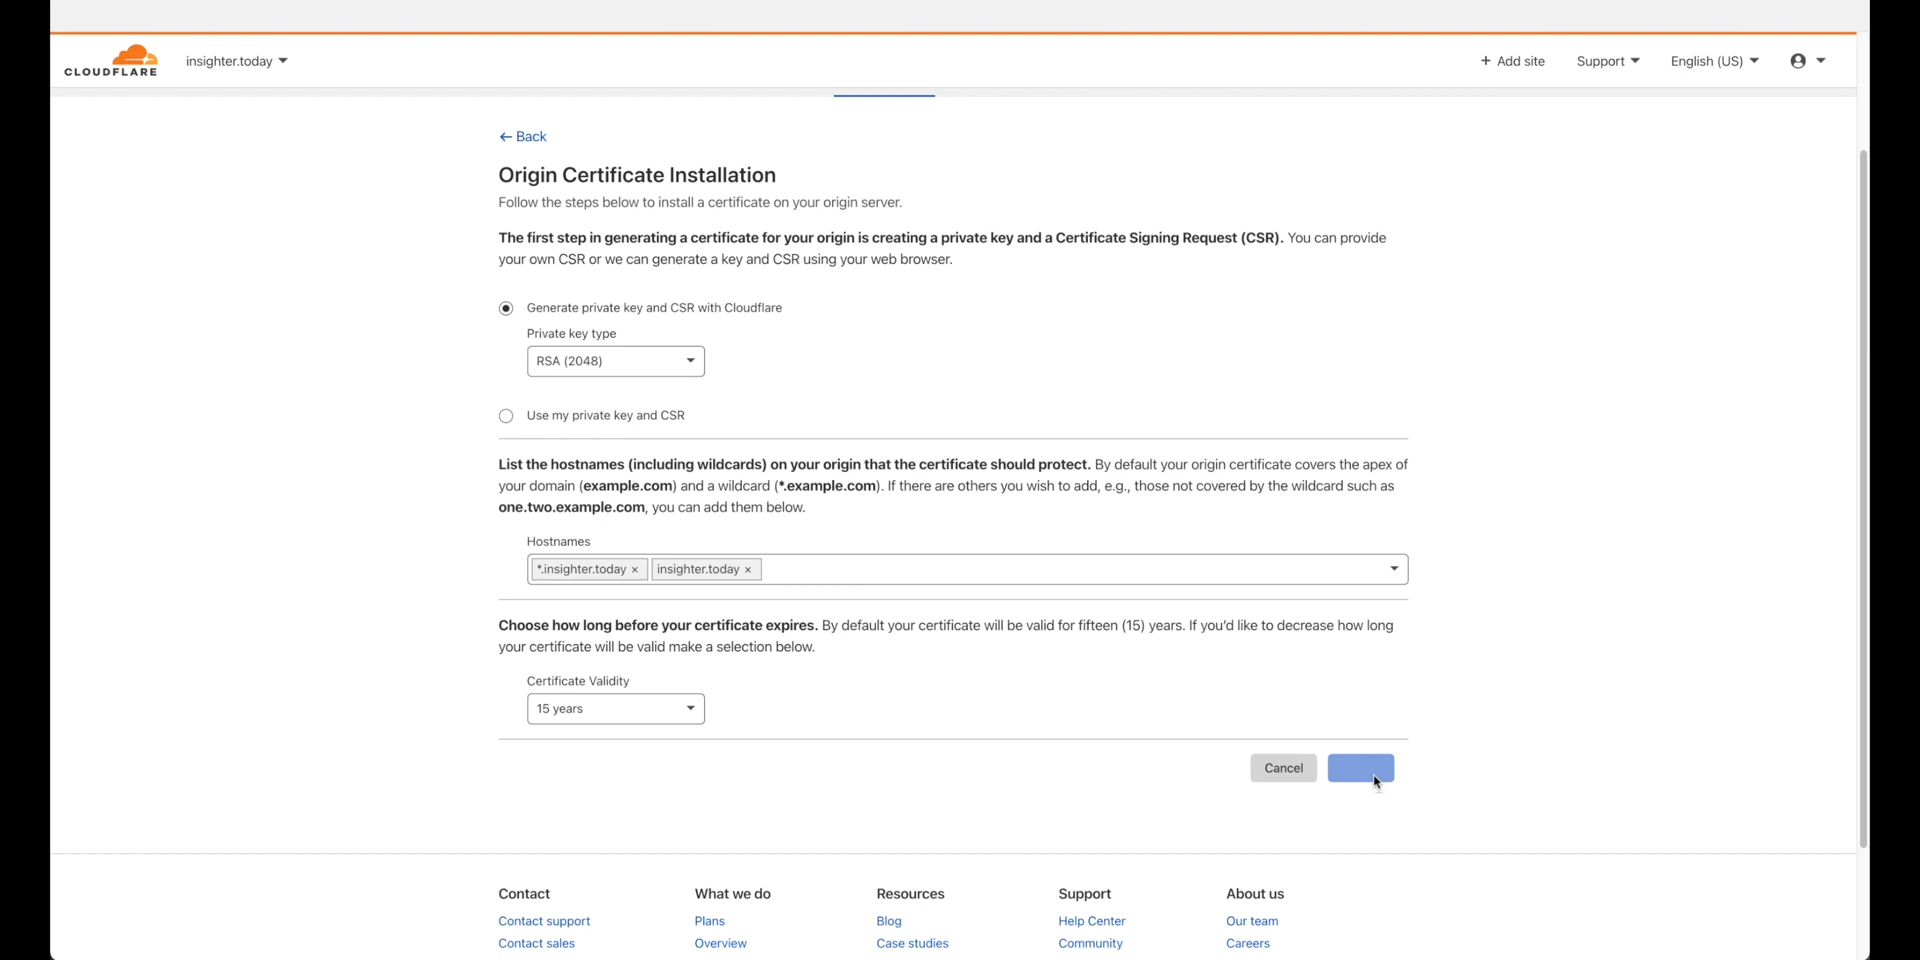 CLOUDFLARE
insighter.today
+ Add site
Support
English (US)
← Back
Origin Certificate Installation
Follow the steps below to install a certificate on your origin server.
The first step in generating a certificate for your origin is creating a private key and a Certificate Signing Request (CSR). You can provide
your own CSR or we can generate a key and CSR using your web browser.
Generate private key and CSR with Cloudflare
Private key type
RSA (2048)
Use my private key and CSR
List the hostnames (including wildcards) on your origin that the certificate should protect. By default your origin certificate covers the apex of
your domain (example.com) and a wildcard (*.example.com). If there are others you wish to add, e.g., those not covered by the wildcard such as
one.two.example.com, you can add them below.
Hostnames
*.insighter.today × insighter.today ×
Choose how long before your certificate expires. By default your certificate will be valid for fifteen (15) years. If you’d like to decrease how long
your certificate will be valid make a selection below.
Certificate Validity
15 years
Cancel
Contact
What we do
Resources
Support
About us
Contact support
Plans
Blog
Help Center
Our team
Contact sales
Overview
Case studies
Community
Careers